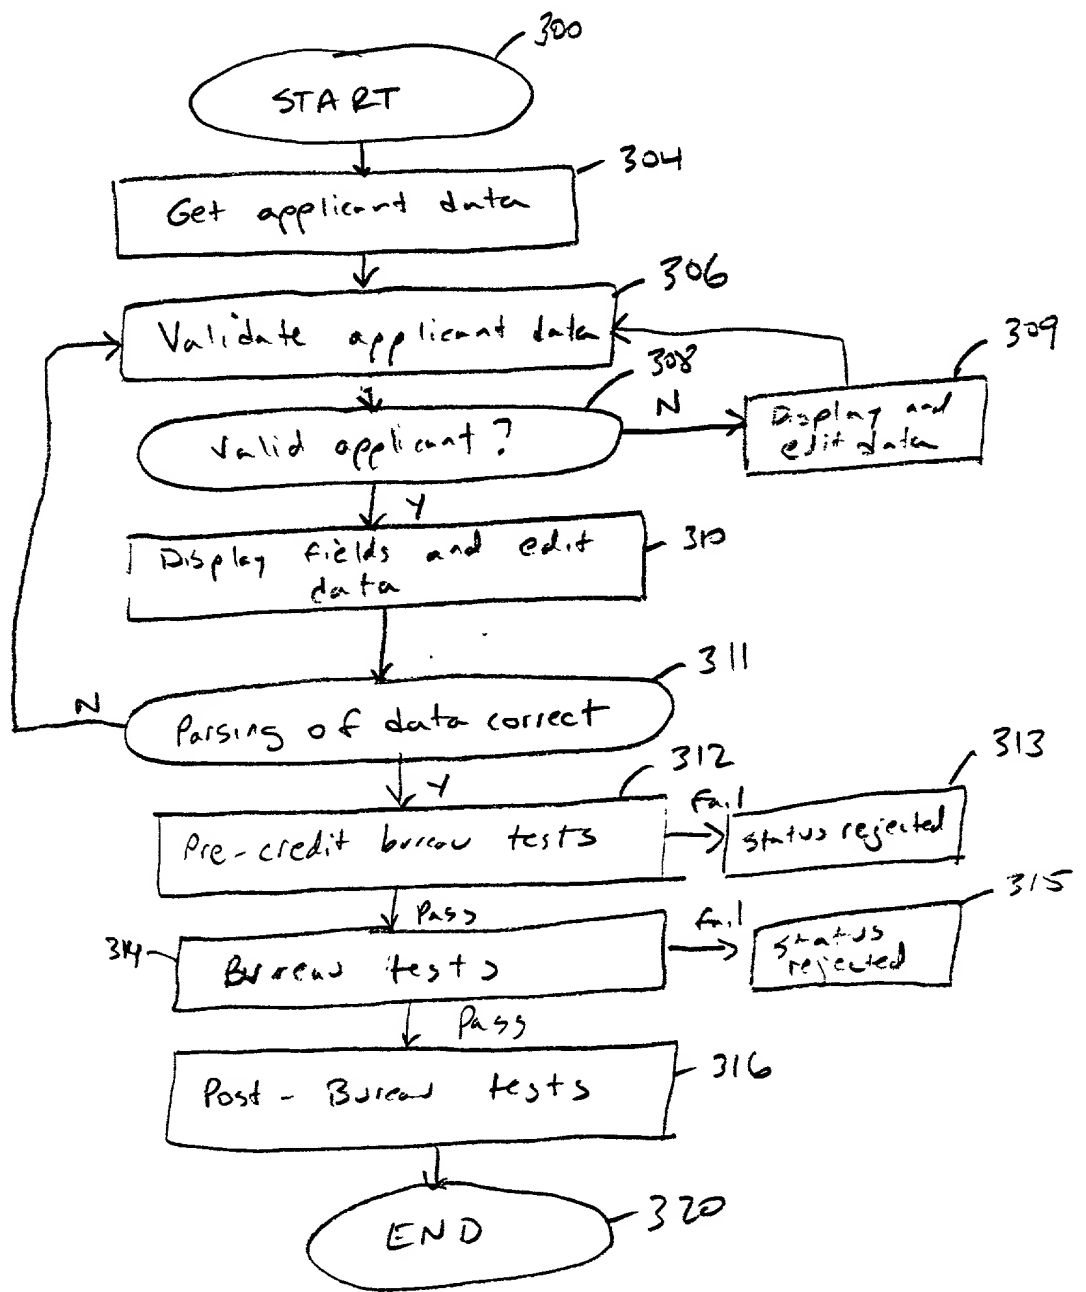 300
START
304
Get applicant data
306
Validate applicant data
309
308
N
Display and
edit data
Valid applicant?
Y
Display fields and edit
data
310
311
N
Parsing of data correct
Y
312
313
Fail
Pre-credit bureau tests
status rejected
Pass
315
Fail
314
Bureau tests
status
rejected
Pass
316
Post-Bureau tests
END
320